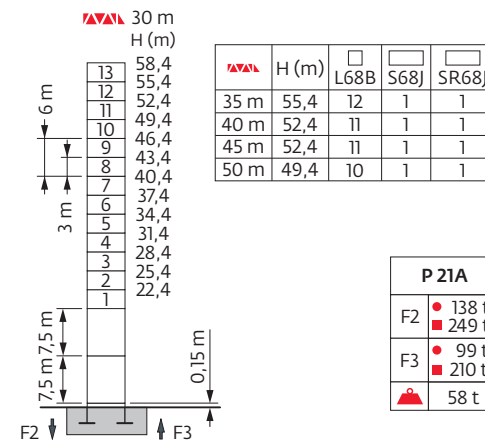 30 m
H (m)
13 58,4
12 55,4
11 52,4
10 49,4
9 46,4
8 43,4
7 40,4
6 37,4
5 34,4
4 31,4
3 28,4
2 25,4
1 22,4
6 m
3 m
7,5 m
7,5 m
0,15 m
F2 F3
H (m) L68B S68J SR68J
35 m 55,4 12 1 1
40 m 52,4 11 1 1
45 m 52,4 11 1 1
50 m 49,4 10 1 1
P 21A
F2 138 t
249 t
F3 99 t
210 t
58 t